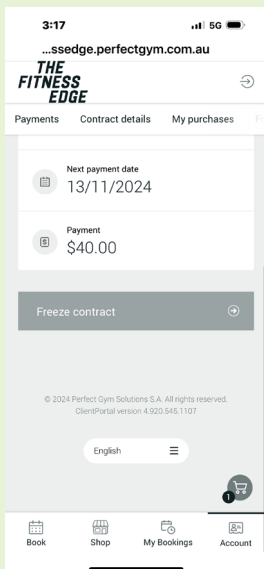 3:17
5G
...ssedge.perfectgym.com.au
THE
FITNESS
EDGE
Payments Contract details My purchases
Next payment date
13/11/2024
Payment
$40.00
Freeze contract
© 2024 Perfect Gym Solutions S.A. All rights reserved.
ClientPortal version 4.920.545.1107
English
1
Book Shop My Bookings Account